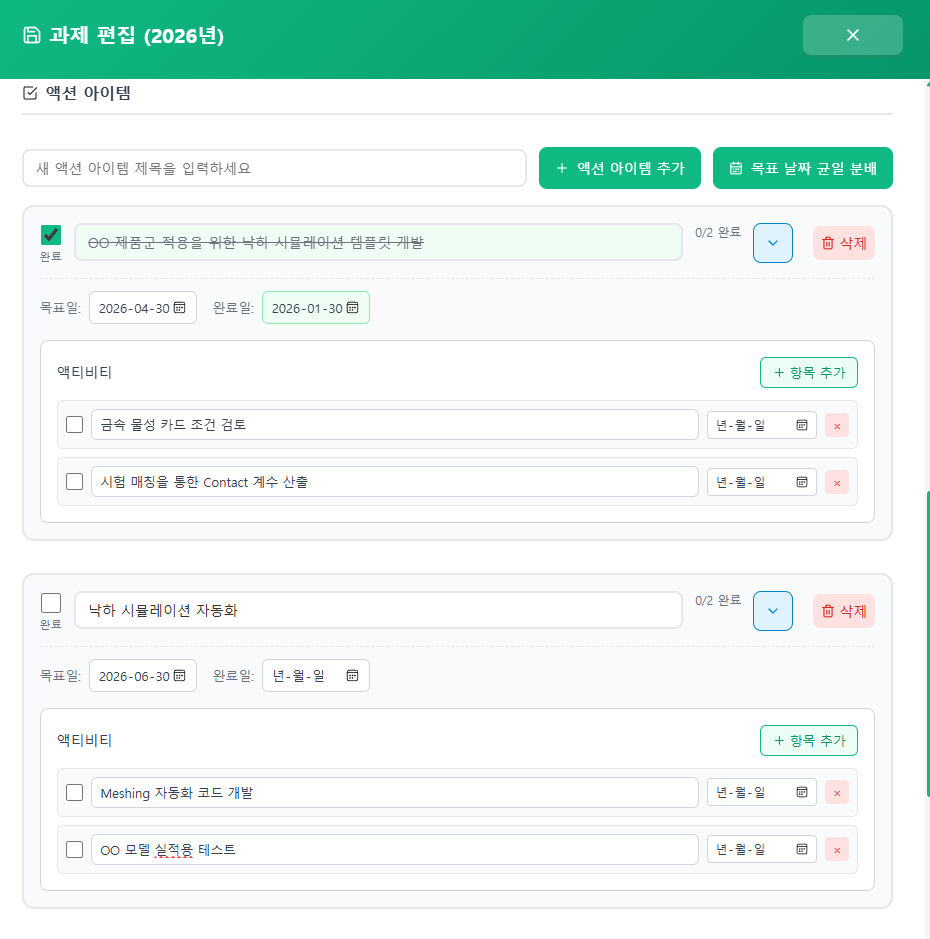 과제 편집 (2026년)
액션 아이템
새 액션 아이템 제목을 입력하세요
+ 액션 아이템 추가
목표 날짜 균일 분배
완료
OO 제품군 적용을 위한 낙하 시뮬레이션 템플릿 개발
0/2 완료
삭제
목표일: 2026-04-30 완료일: 2026-01-30
액티비티
+ 항목 추가
금속 물성 카드 조건 검토 년-월-일 ×
시험 매칭을 통한 Contact 계수 산출 년-월-일 ×
완료
낙하 시뮬레이션 자동화
0/2 완료
삭제
목표일: 2026-06-30 완료일: 년-월-일
액티비티
+ 항목 추가
Meshing 자동화 코드 개발 년-월-일 ×
OO 모델 실적용 테스트 년-월-일 ×